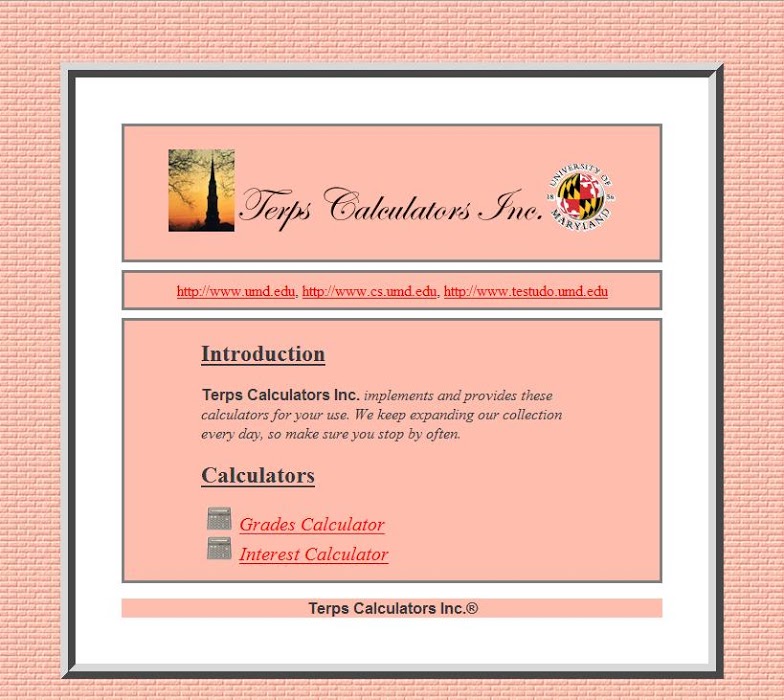 Terps Calculators Inc.
UNIVERSITY OF
18 56
MARYLAND
http://www.umd.edu, http://www.cs.umd.edu, http://www.testudo.umd.edu
Introduction
Terps Calculators Inc. implements and provides these
calculators for your use. We keep expanding our collection
every day, so make sure you stop by often.
Calculators
Grades Calculator
Interest Calculator
Terps Calculators Inc.®